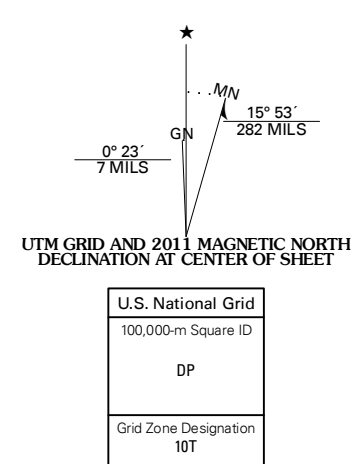 ★
MN
GN
15° 53´
282 MILS
0° 23´
7 MILS
UTM GRID AND 2011 MAGNETIC NORTH
DECLINATION AT CENTER OF SHEET
U.S. National Grid
100,000-m Square ID
DP
Grid Zone Designation
10T